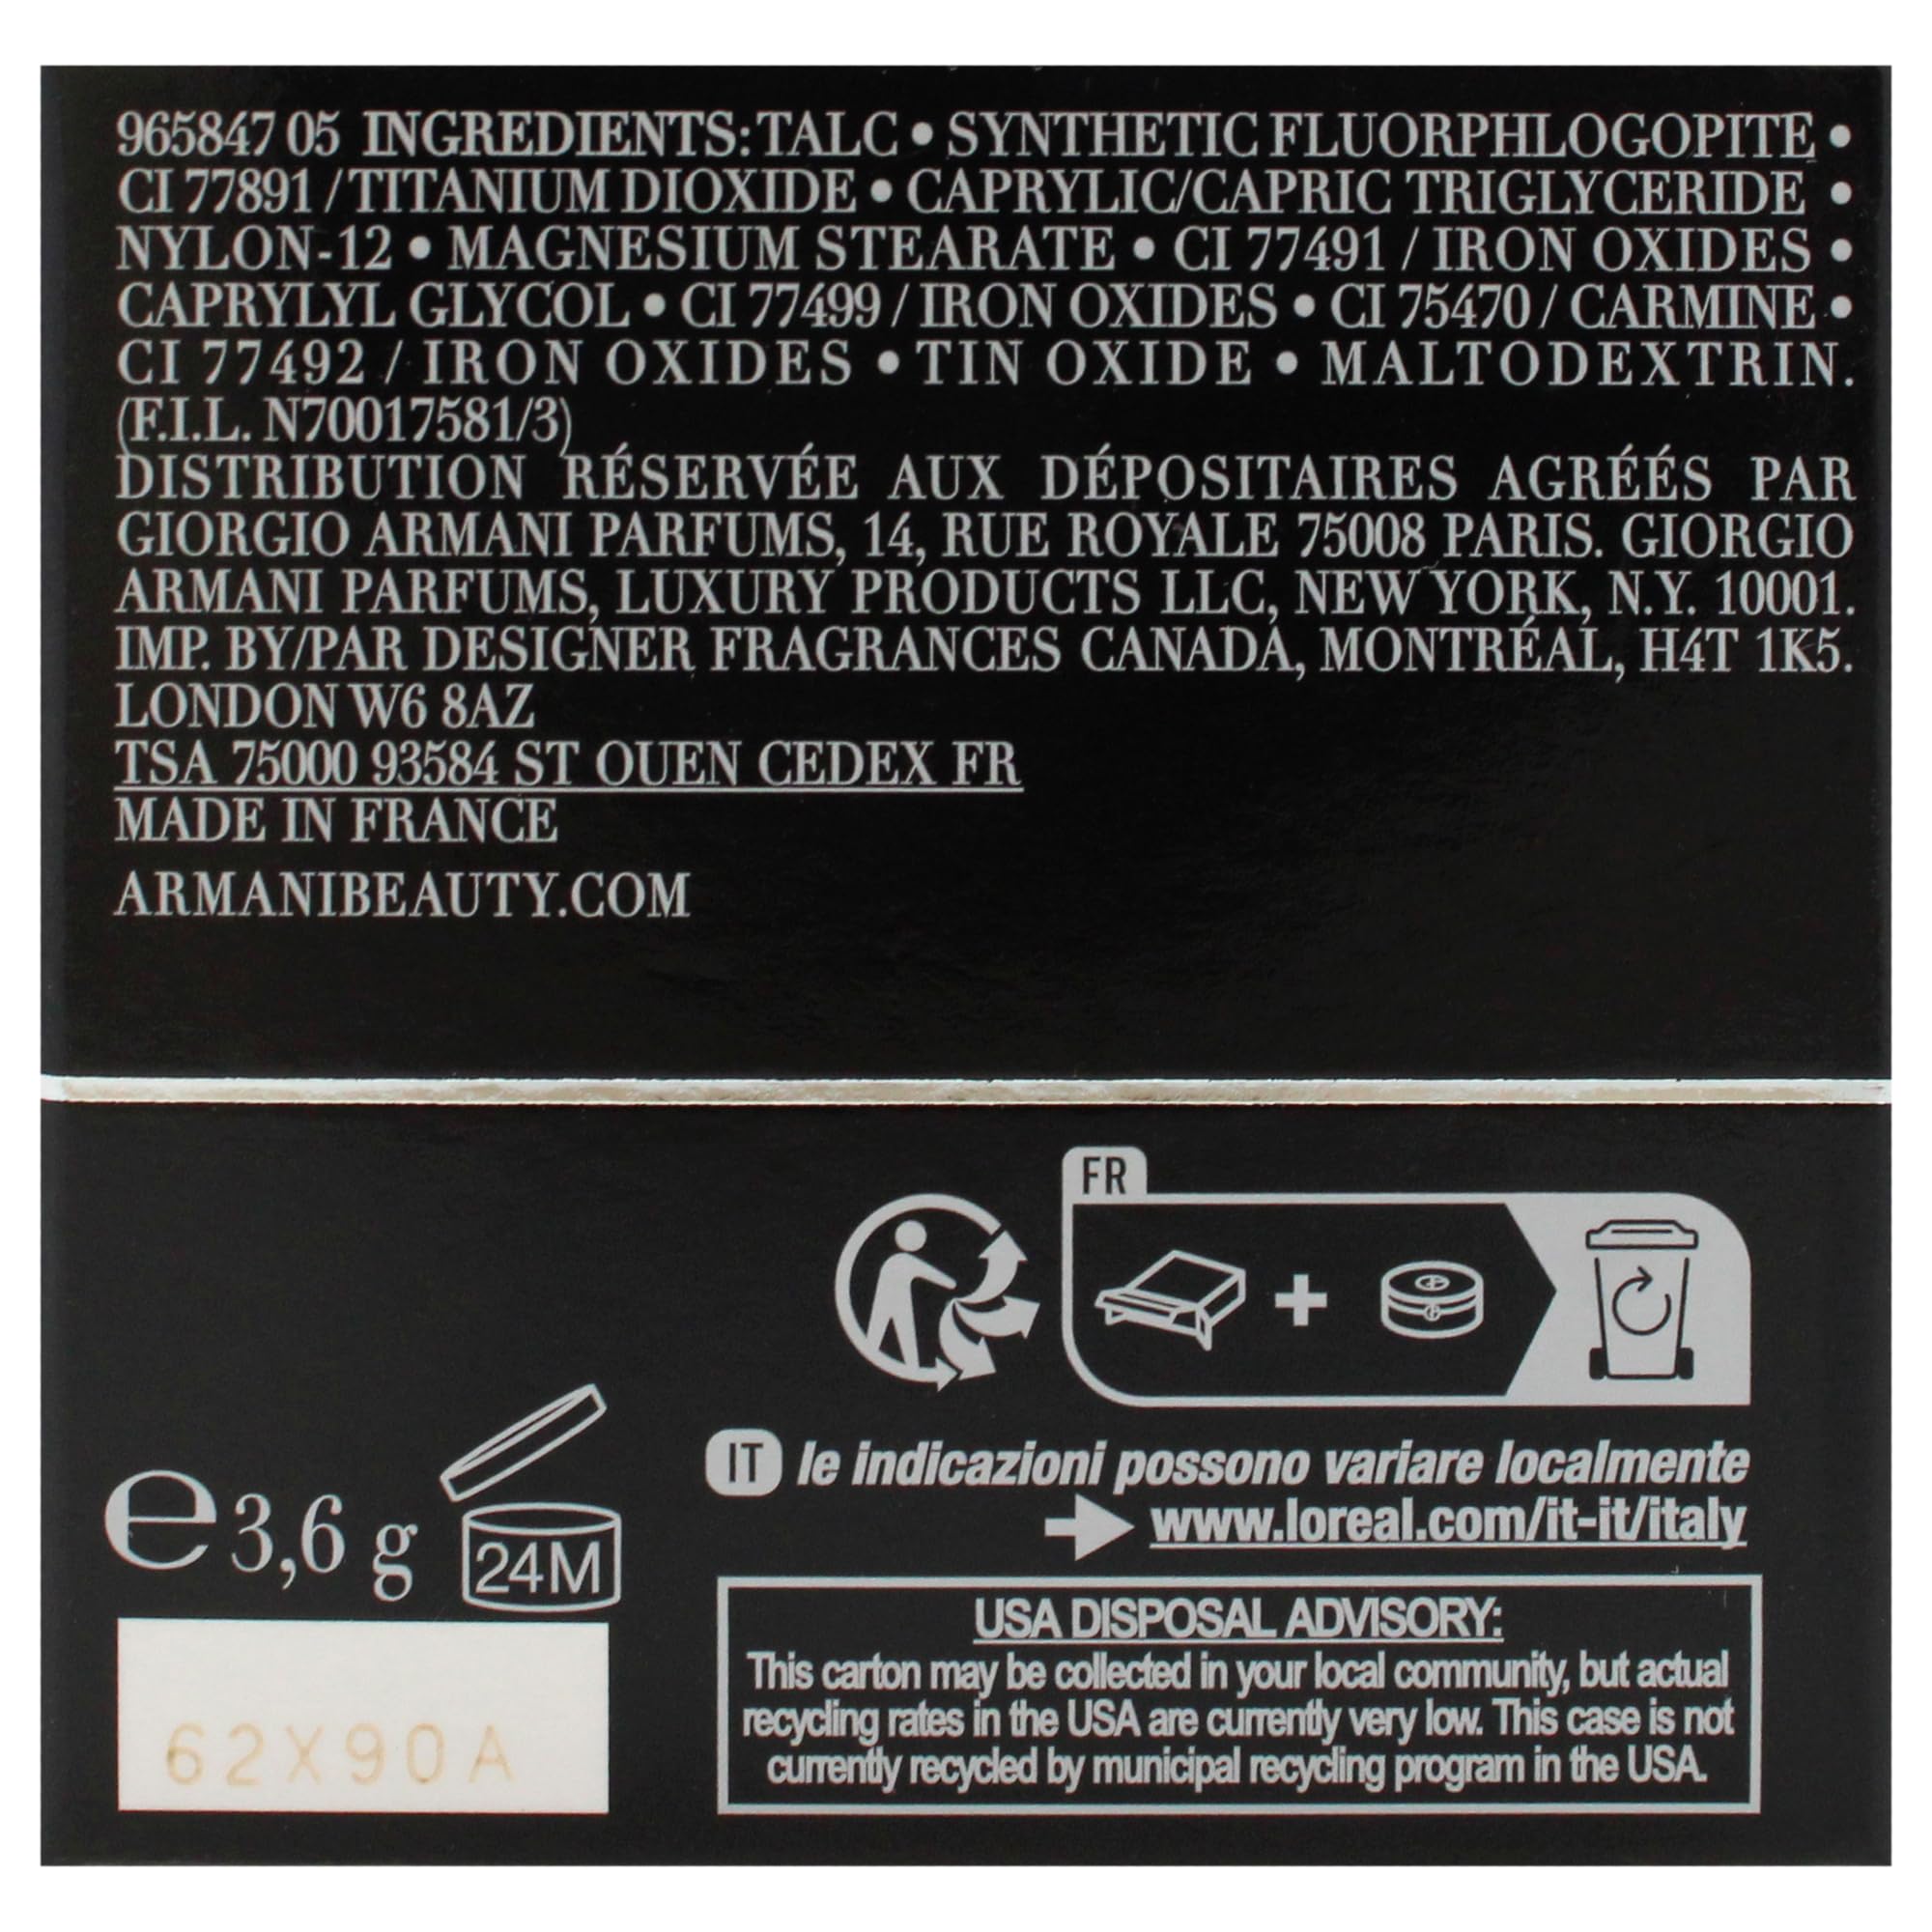 965847 05 INGREDIENTS: TALC • SYNTHETIC FLUORPHLOGOPITE •
CI 77891 / TITANIUM DIOXIDE • CAPRYLIC/CAPRIC TRIGLYCERIDE •
NYLON-12 • MAGNESIUM STEARATE • CI 77491 / IRON OXIDES •
CAPRYLYL GLYCOL • CI 77499 / IRON OXIDES • CI 75470 / CARMINE •
CI 77492 / IRON OXIDES • TIN OXIDE • MALTODEXTRIN.
(F.I.L. N70017581/3)
DISTRIBUTION RÉSERVÉE AUX DÉPOSITAIRES AGRÉÉS PAR
GIORGIO ARMANI PARFUMS, 14, RUE ROYALE 75008 PARIS. GIORGIO
ARMANI PARFUMS, LUXURY PRODUCTS LLC, NEW YORK, N.Y. 10001.
IMP. BY/PAR DESIGNER FRAGRANCES CANADA, MONTRÉAL, H4T 1K5.
LONDON W6 8AZ
TSA 75000 93584 ST OUEN CEDEX FR
MADE IN FRANCE
ARMANIBEAUTY.COM
FR
+
IT le indicazioni possono variare localmente
www.loreal.com/it-it/italy
e 3,6 g
24M
USA DISPOSAL ADVISORY:
This carton may be collected in your local community, but actual
recycling rates in the USA are currently very low. This case is not
currently recycled by municipal recycling program in the USA.
62X90A